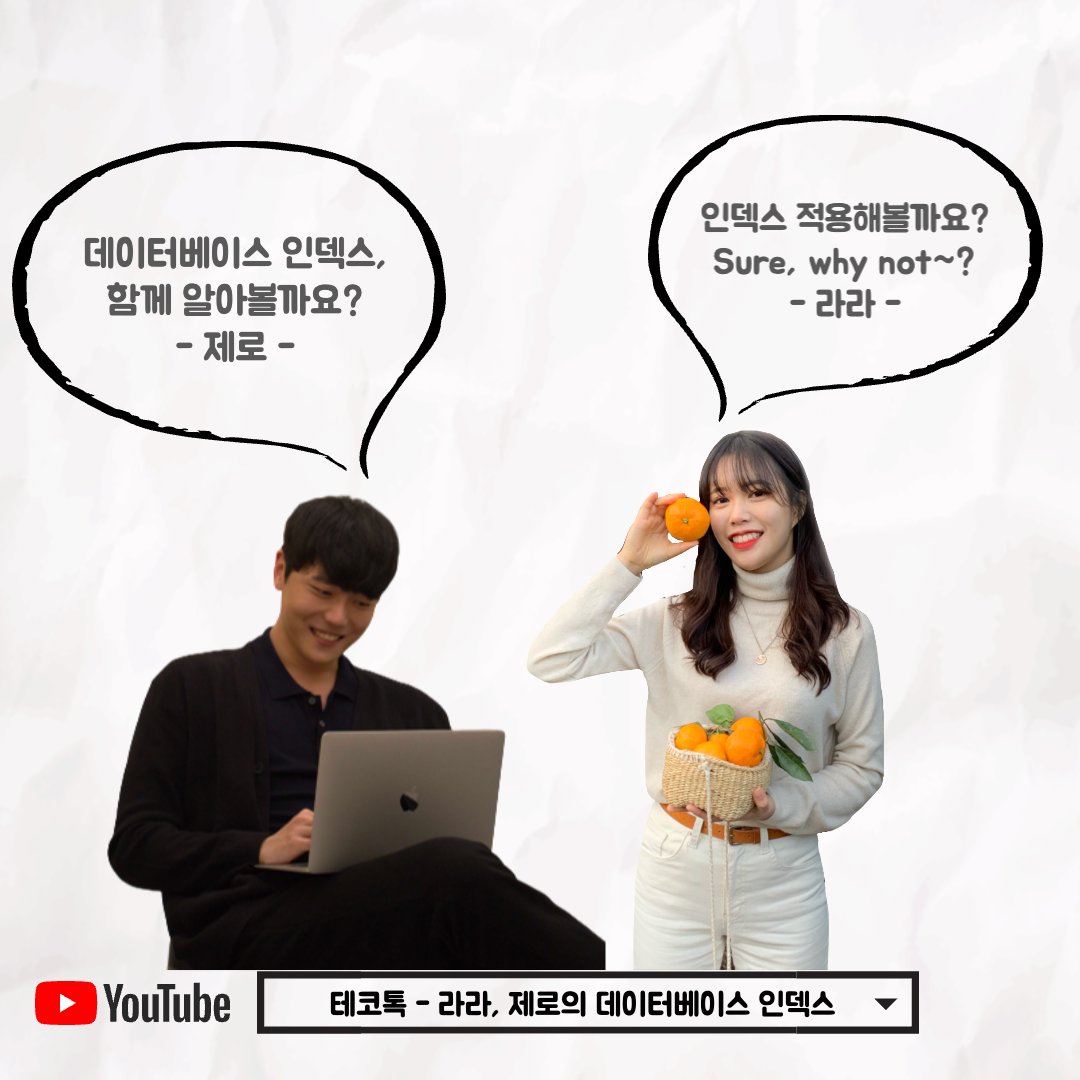 데이터베이스 인덱스,
함께 알아볼까요?
- 제로 -
인덱스 적용해볼까요?
Sure, why not~?
- 라라 -
YouTube
테코톡 - 라라, 제로의 데이터베이스 인덱스